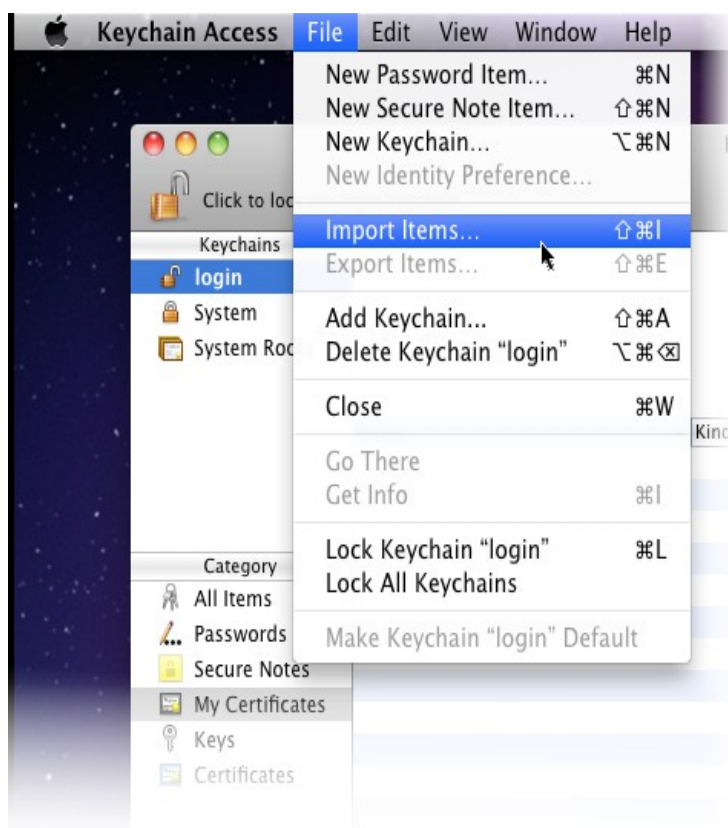 Keychain Access File Edit View Window Help
New Password Item... ⌘N
New Secure Note Item... ⇧⌘N
New Keychain... ⌥⌘N
New Identity Preference...
Click to loc
Import Items... ⇧⌘I
Keychains
Export Items... ⇧⌘E
login
System
Add Keychain... ⇧⌘A
System Roo
Delete Keychain “login” ⌥⌘⌫
Close ⌘W
Kind
Go There
Get Info ⌘I
Lock Keychain “login” ⌘L
Category
Lock All Keychains
All Items
Passwords
Make Keychain “login” Default
Secure Notes
My Certificates
Keys
Certificates